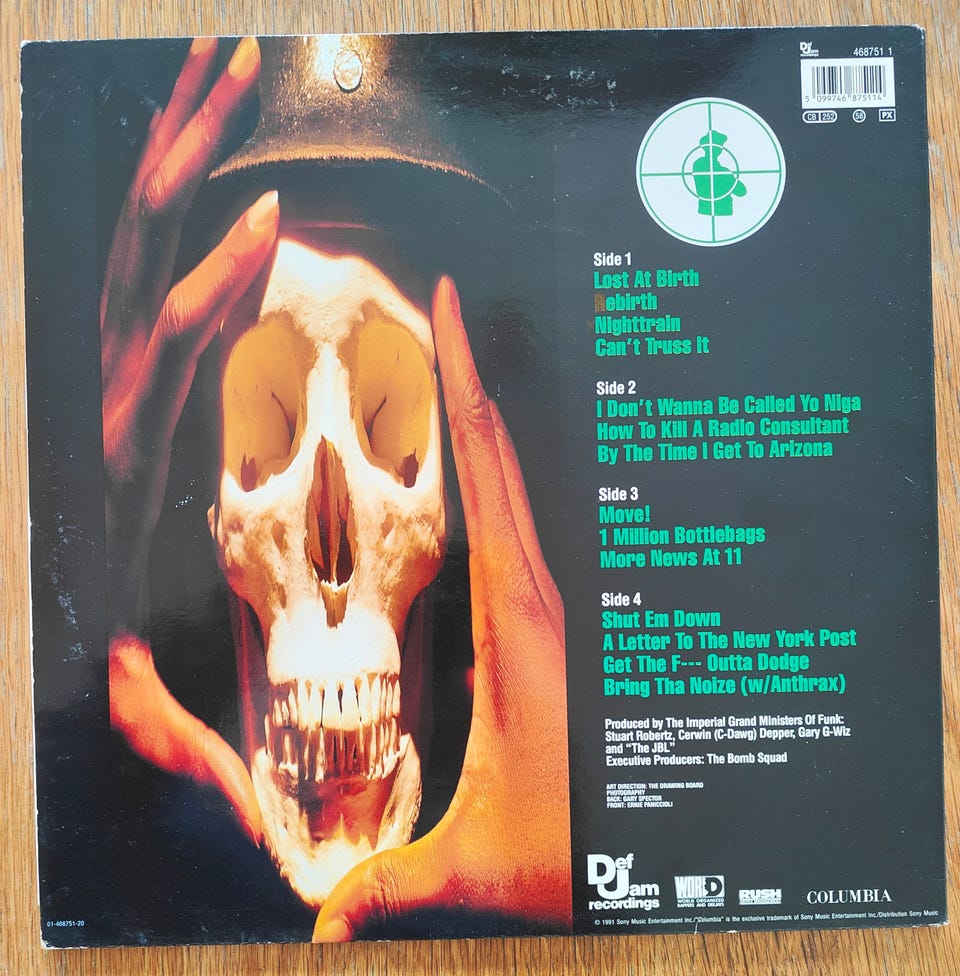 Def Jam recordings
468751 1
5 099746 875114
CB 252
58
PX
Side 1
Lost At Birth
Rebirth
Nighttrain
Can't Truss It
Side 2
I Don't Wanna Be Called Yo Niga
How To Kill A Radio Consultant
By The Time I Get To Arizona
Side 3
Move!
1 Million Bottlebags
More News At 11
Side 4
Shut Em Down
A Letter To The New York Post
Get The F--- Outta Dodge
Bring Tha Noize (w/Anthrax)
Produced by The Imperial Grand Ministers Of Funk:
Stuart Robertz, Cerwin (C-Dawg) Depper, Gary G-Wiz
and "The JBL"
Executive Producers: The Bomb Squad
ART DIRECTION: THE DRAWING BOARD
PHOTOGRAPHY
BACK: GARY SPECTOR
FRONT: ERNIE PANICCIOLI
Def
Jam
recordings
WORD
WORLD ORGANIZED
RAPPERS AND DEEJAYS
RUSH
COLUMBIA
© 1991 Sony Music Entertainment Inc./"Columbia" is the exclusive trademark of Sony Music Entertainment Inc./Distribution Sony Music
01-468751-20